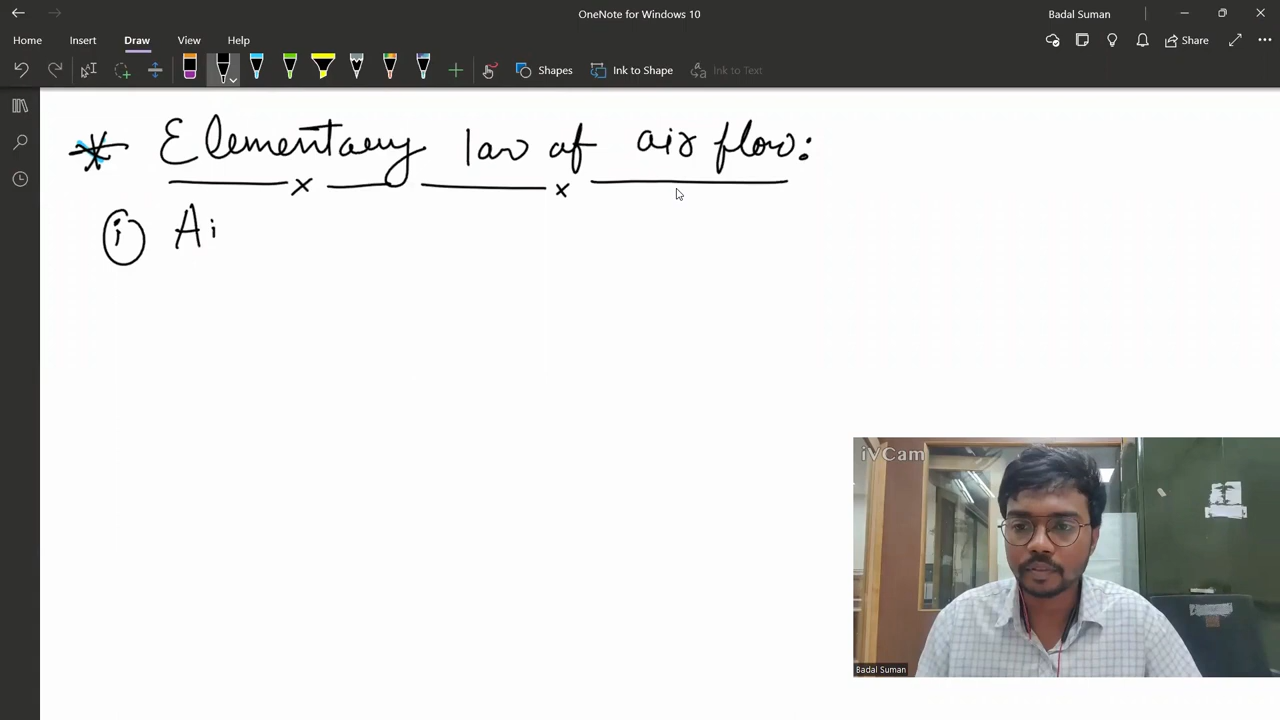 OneNote for Windows 10
Badal Suman
Home Insert Draw View Help
Share
Shapes Ink to Shape Ink to Text
* Elementary law of air flow:
(i) Ai
iVCam
Badal Suman